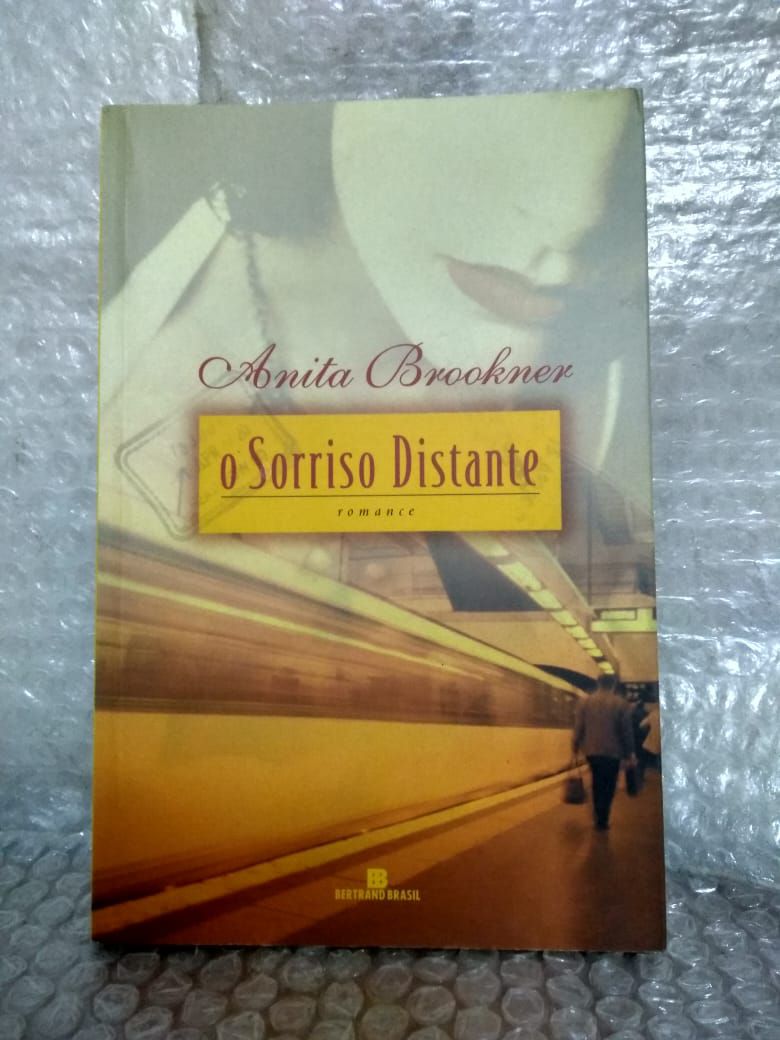 Anita Brookner
o Sorriso Distante
romance
B
BERTRAND BRASIL